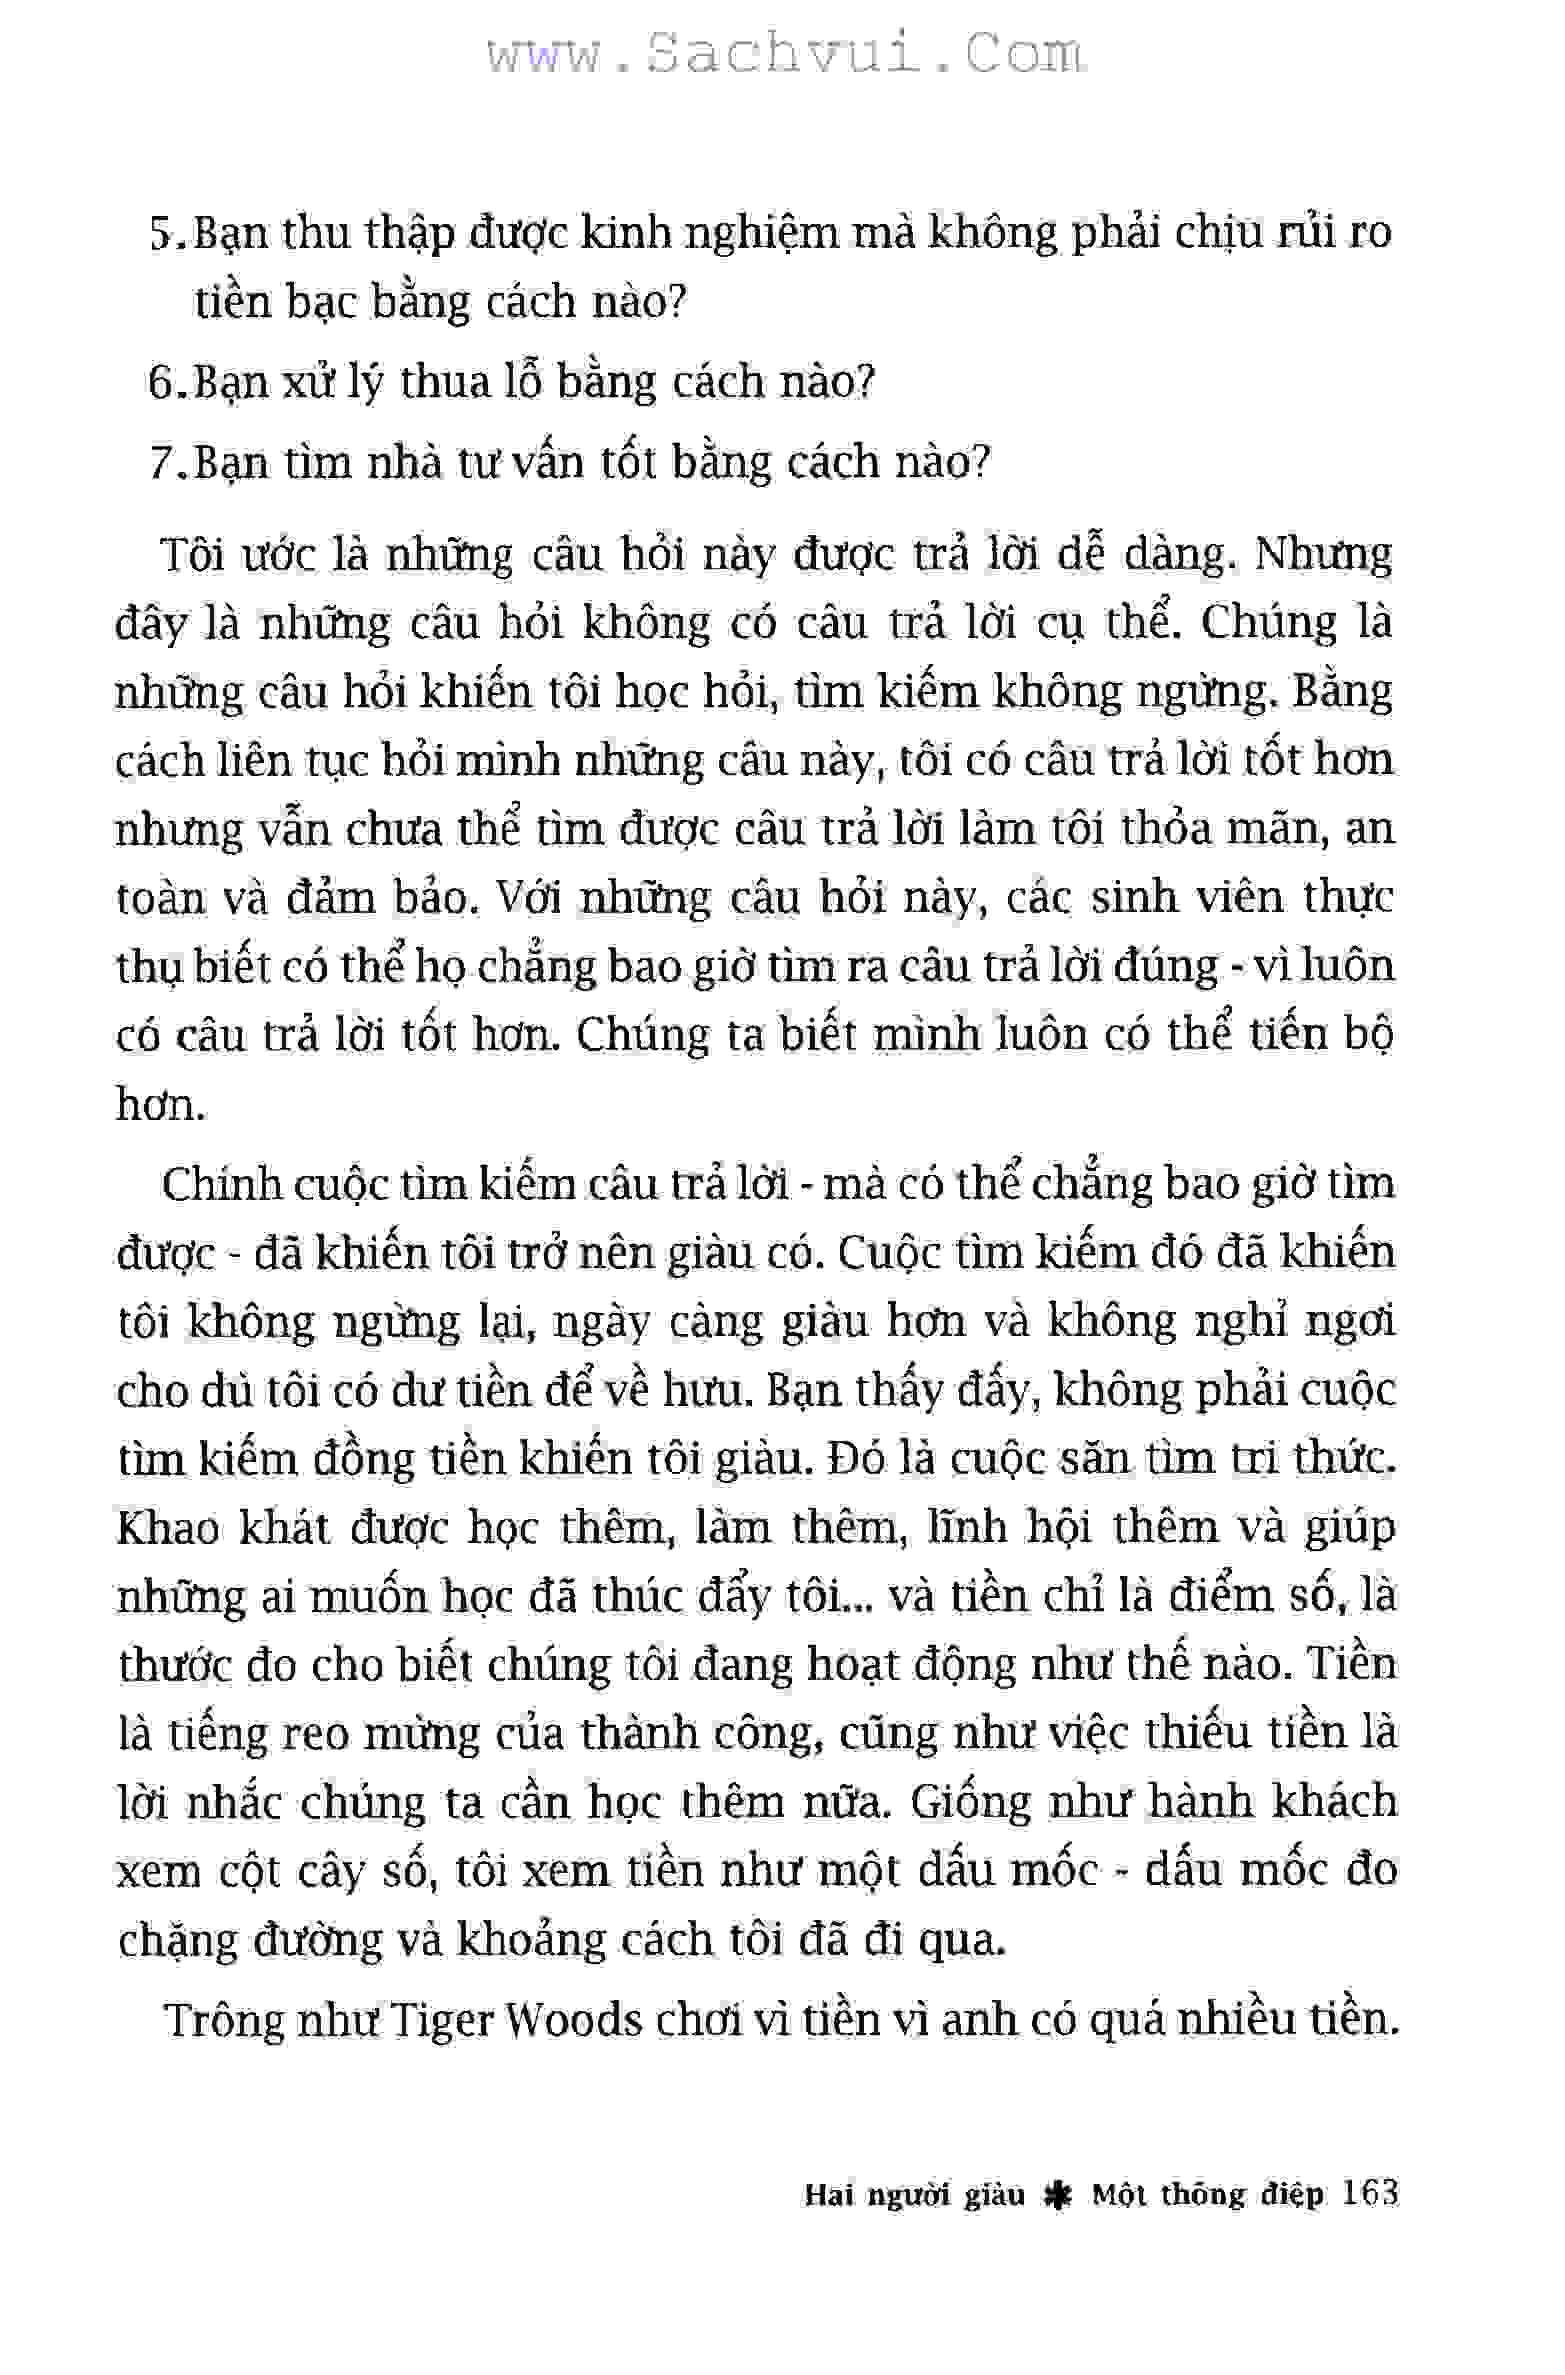 www.Sachvui.Com
5.Bạn thu thập được kinh nghiệm mà không phải chịu rủi ro
tiền bạc bằng cách nào?
6.Bạn xử lý thua lỗ bằng cách nào?
7.Bạn tìm nhà tư vấn tốt bằng cách nào?
Tôi ước là những câu hỏi này được trả lời dễ dàng. Nhưng
đây là những câu hỏi không có câu trả lời cụ thể. Chúng là
những câu hỏi khiến tôi học hỏi, tìm kiếm không ngừng. Bằng
cách liên tục hỏi mình những câu này, tôi có câu trả lời tốt hơn
nhưng vẫn chưa thể tìm được câu trả lời làm tôi thỏa mãn, an
toàn và đảm bảo. Với những câu hỏi này, các sinh viên thực
thụ biết có thể họ chẳng bao giờ tìm ra câu trả lời đúng - vì luôn
có câu trả lời tốt hơn. Chúng ta biết mình luôn có thể tiến bộ
hơn.
Chính cuộc tìm kiếm câu trả lời - mà có thể chẳng bao giờ tìm
được - đã khiến tôi trở nên giàu có. Cuộc tìm kiếm đó đã khiến
tôi không ngừng lại, ngày càng giàu hơn và không nghỉ ngơi
cho dù tôi có dư tiền để về hưu. Bạn thấy đấy, không phải cuộc
tìm kiếm đồng tiền khiến tôi giàu. Đó là cuộc săn tìm tri thức.
Khao khát được học thêm, làm thêm, lĩnh hội thêm và giúp
những ai muốn học đã thúc đẩy tôi... và tiền chỉ là điểm số, là
thước đo cho biết chúng tôi đang hoạt động như thế nào. Tiền
là tiếng reo mừng của thành công, cũng như việc thiếu tiền là
lời nhắc chúng ta cần học thêm nữa. Giống như hành khách
xem cột cây số, tôi xem tiền như một dấu mốc - dấu mốc đo
chặng đường và khoảng cách tôi đã đi qua.
Trông như Tiger Woods chơi vì tiền vì anh có quá nhiều tiền.
Hai người giàu ✱ Một thông điệp 163